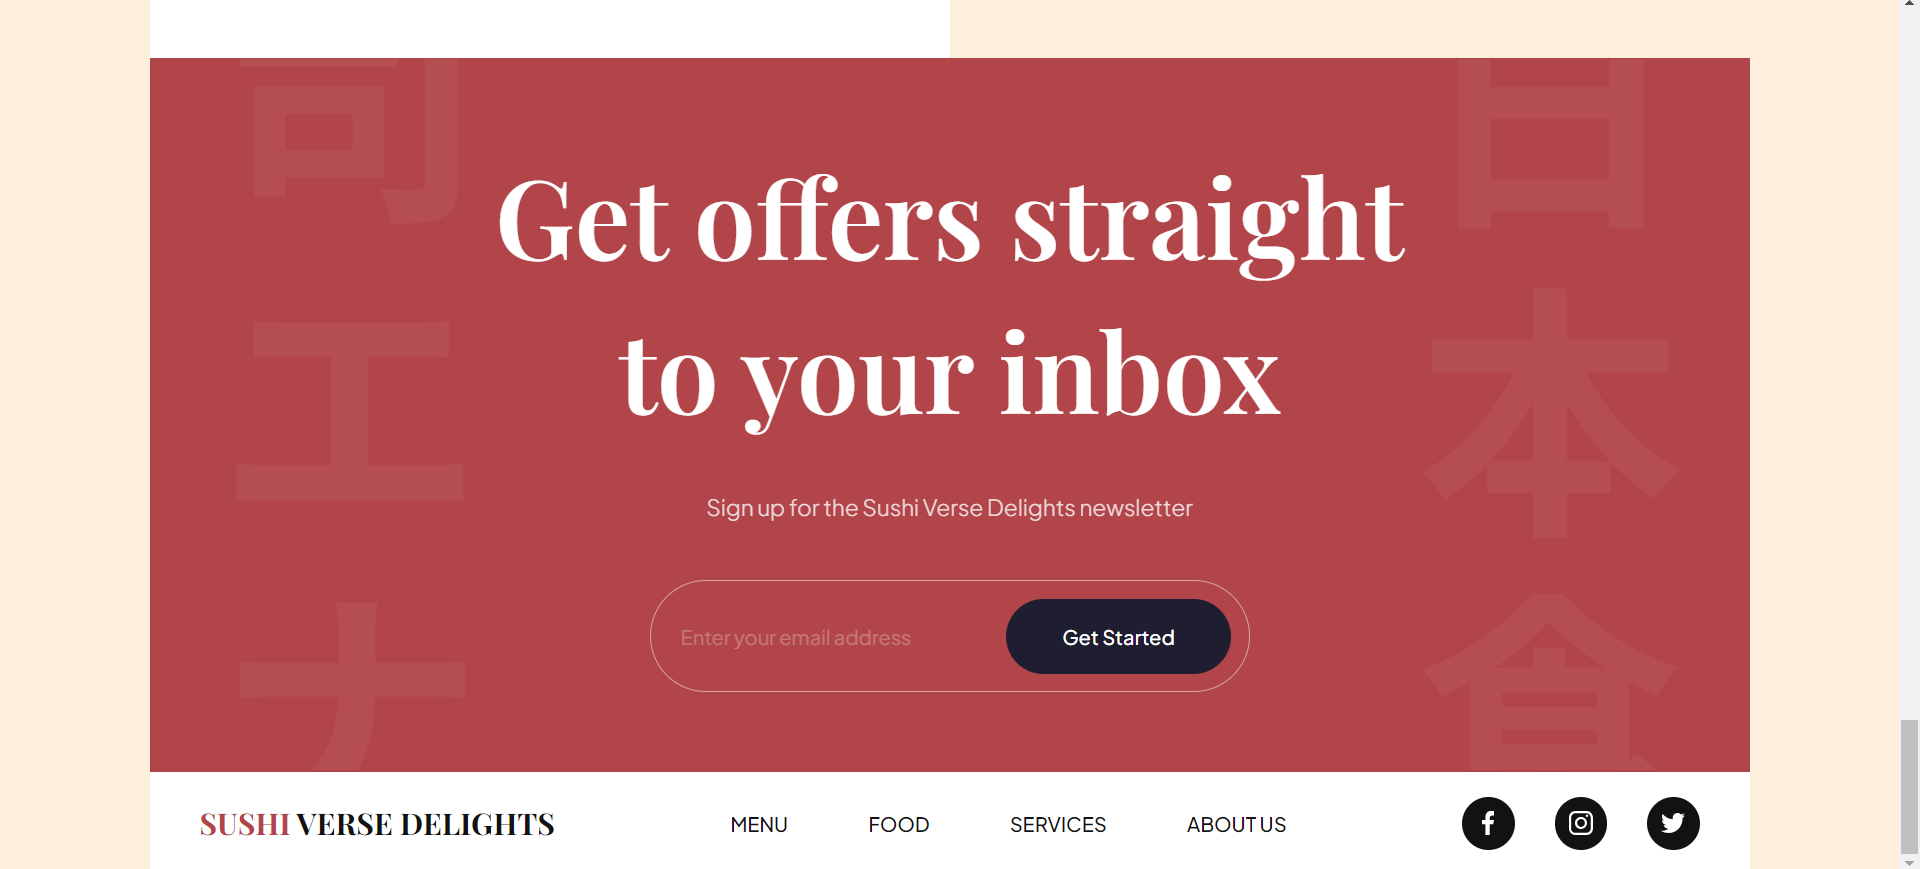 司
工
ナ
日
本
食
Get offers straight
to your inbox
Sign up for the Sushi Verse Delights newsletter
Enter your email address
Get Started
SUSHI VERSE DELIGHTS
MENU
FOOD
SERVICES
ABOUT US